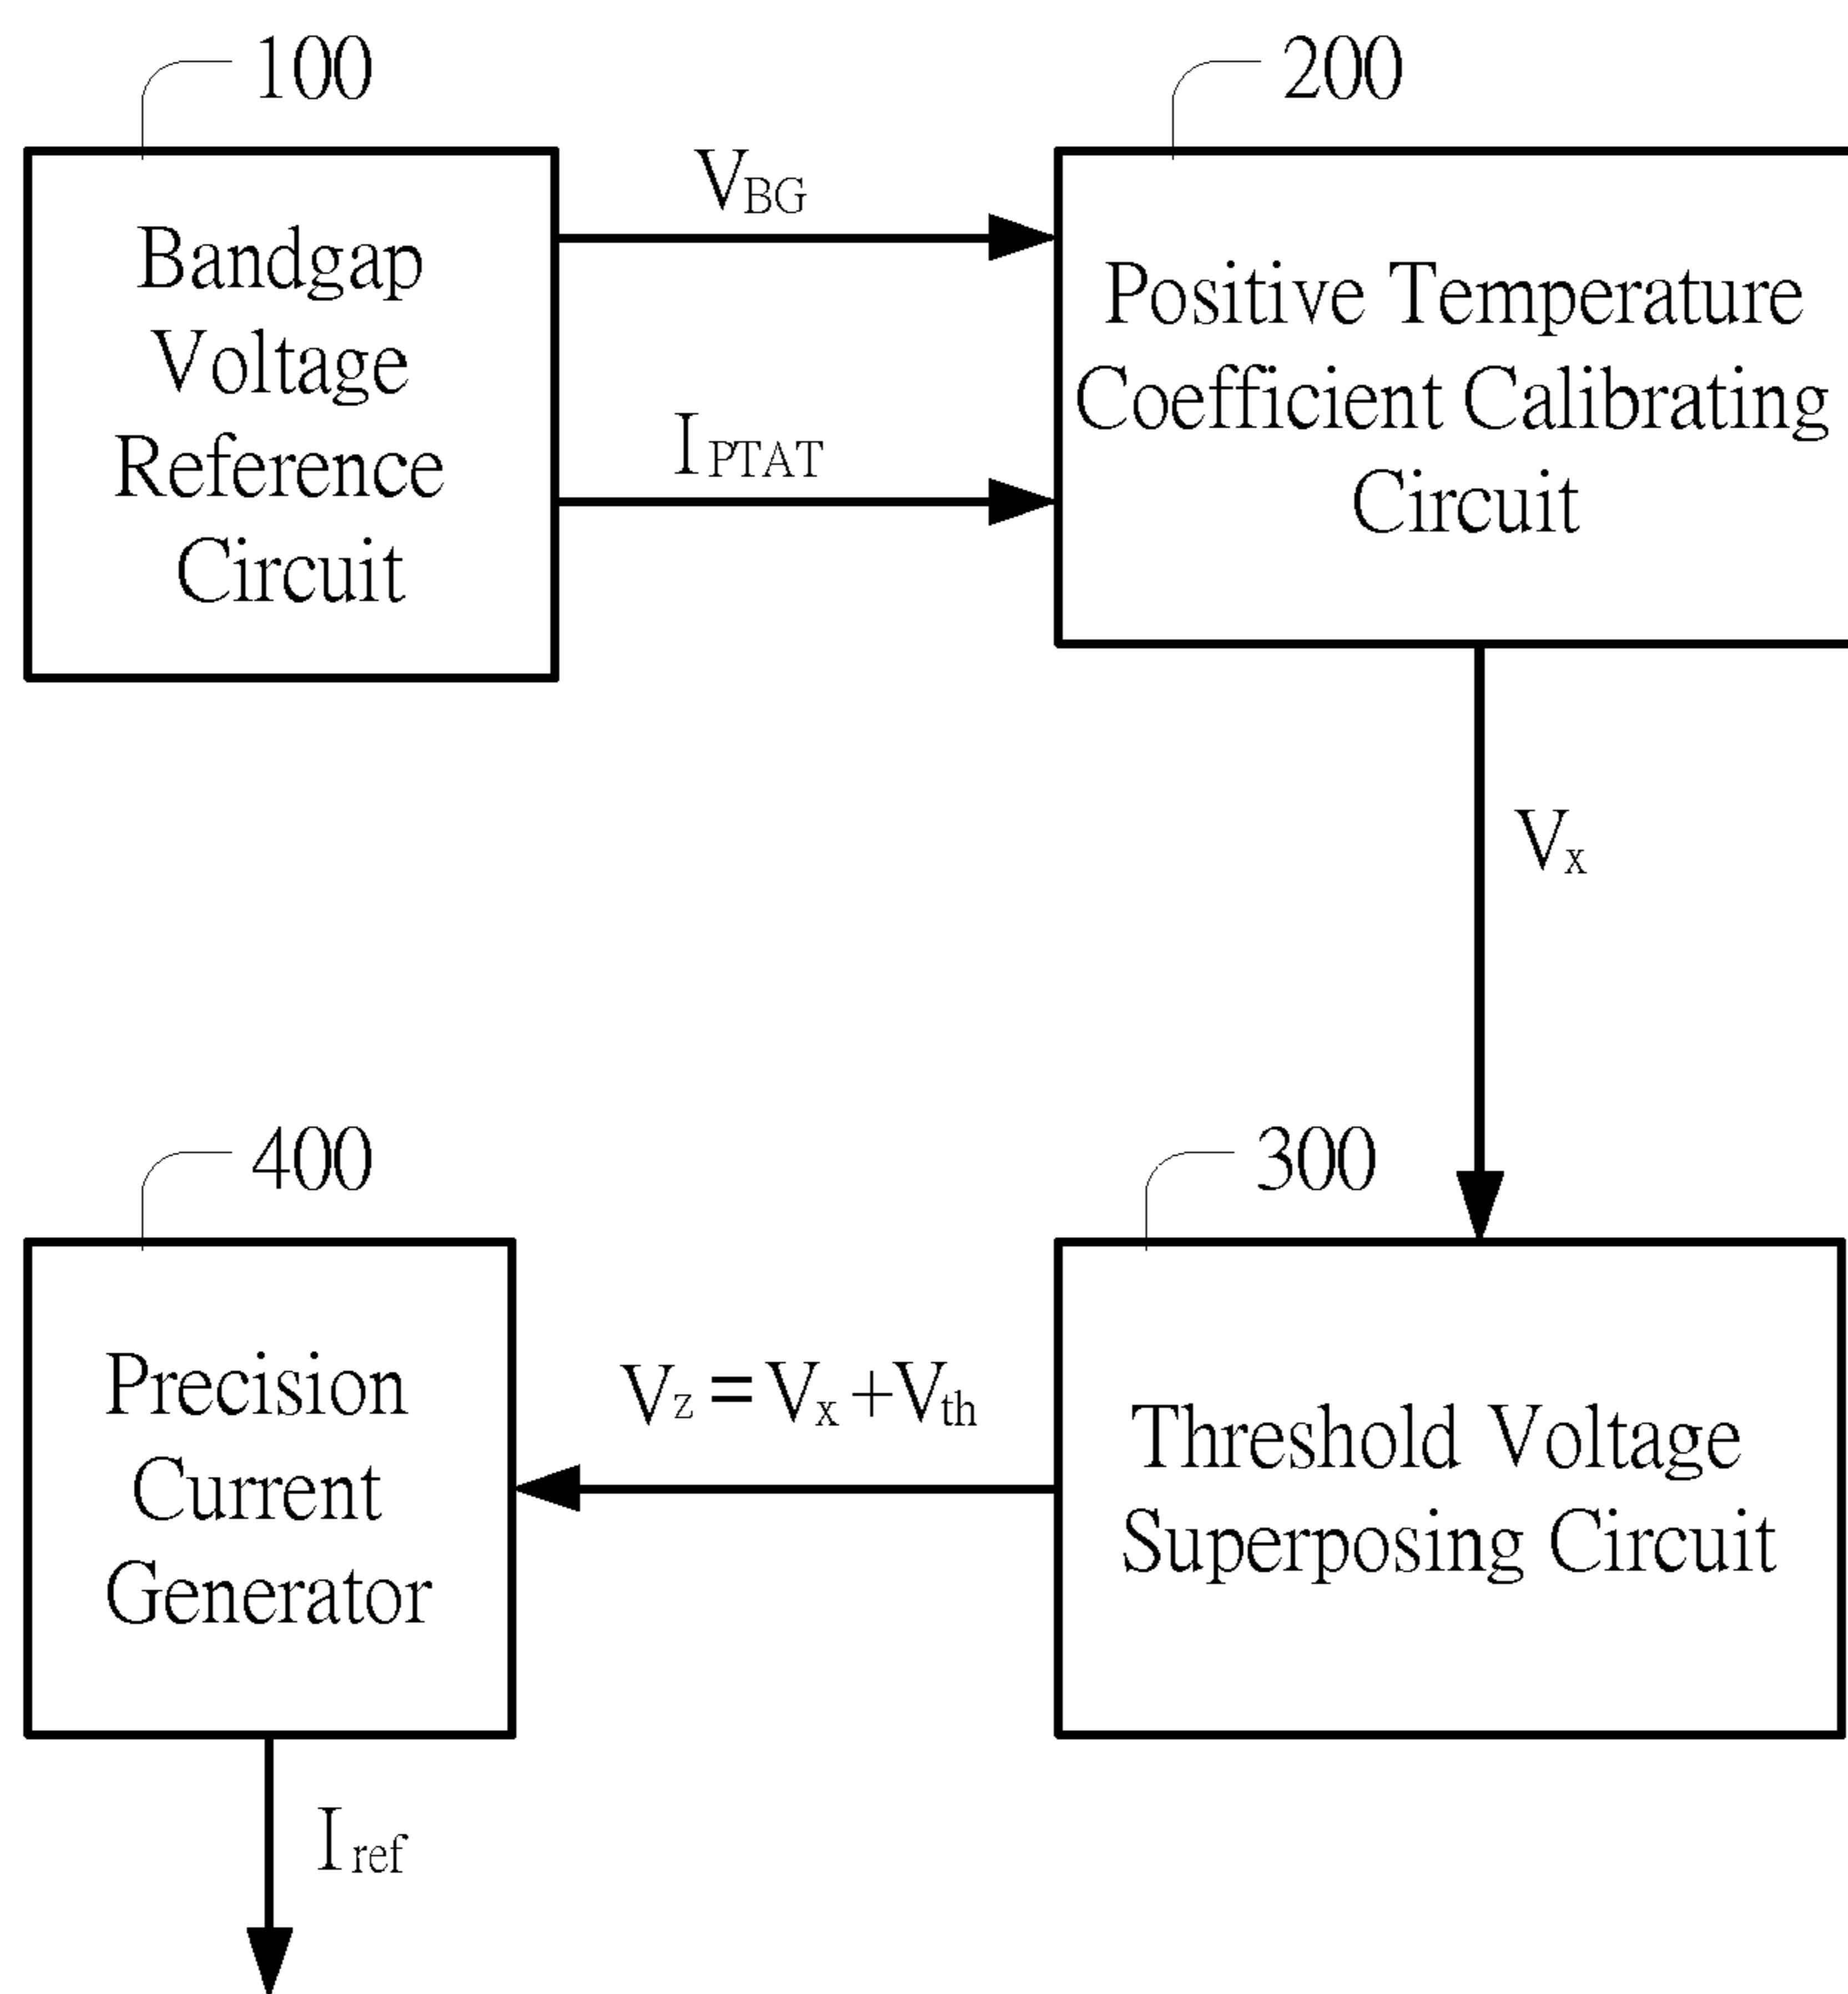 100
200
Bandgap
Voltage
Reference
Circuit
VBG
IPTAT
Positive Temperature
Coefficient Calibrating
Circuit
Vx
400
300
Precision
Current
Generator
Vz = Vx + Vth
Threshold Voltage
Superposing Circuit
Iref